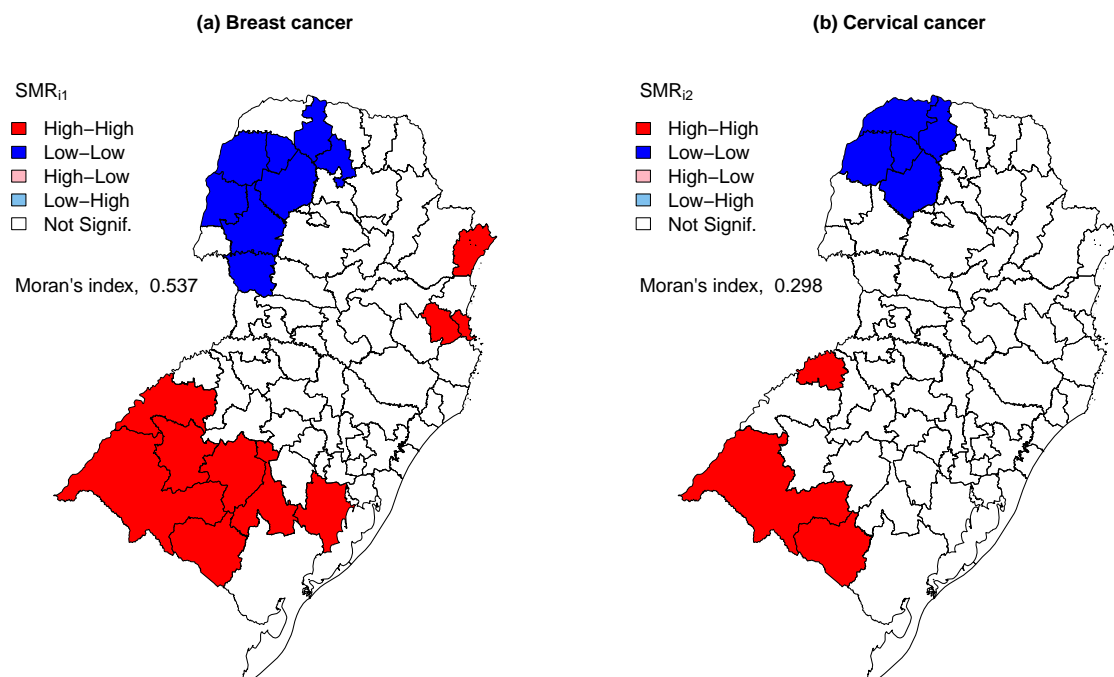 (a) Breast cancer
SMRi1
High−High
Low−Low
High−Low
Low−High
Not Signif.
Moran's index, 0.537
(b) Cervical cancer
SMRi2
High−High
Low−Low
High−Low
Low−High
Not Signif.
Moran's index, 0.298